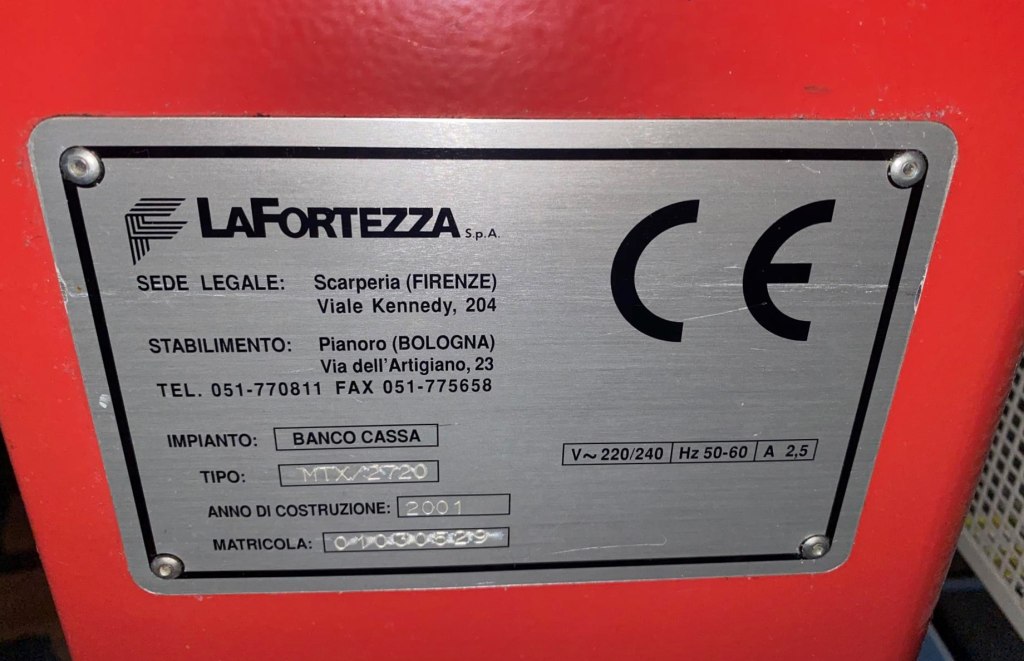 LAFORTEZZA S.p.A.
CE
SEDE LEGALE: Scarperia (FIRENZE)
Viale Kennedy, 204
STABILIMENTO: Pianoro (BOLOGNA)
Via dell'Artigiano, 23
TEL. 051-770811 FAX 051-775658
IMPIANTO: BANCO CASSA
V~220/240 Hz 50-60 A 2,5
TIPO: MTX/2720
ANNO DI COSTRUZIONE: 2001
MATRICOLA: 01030529